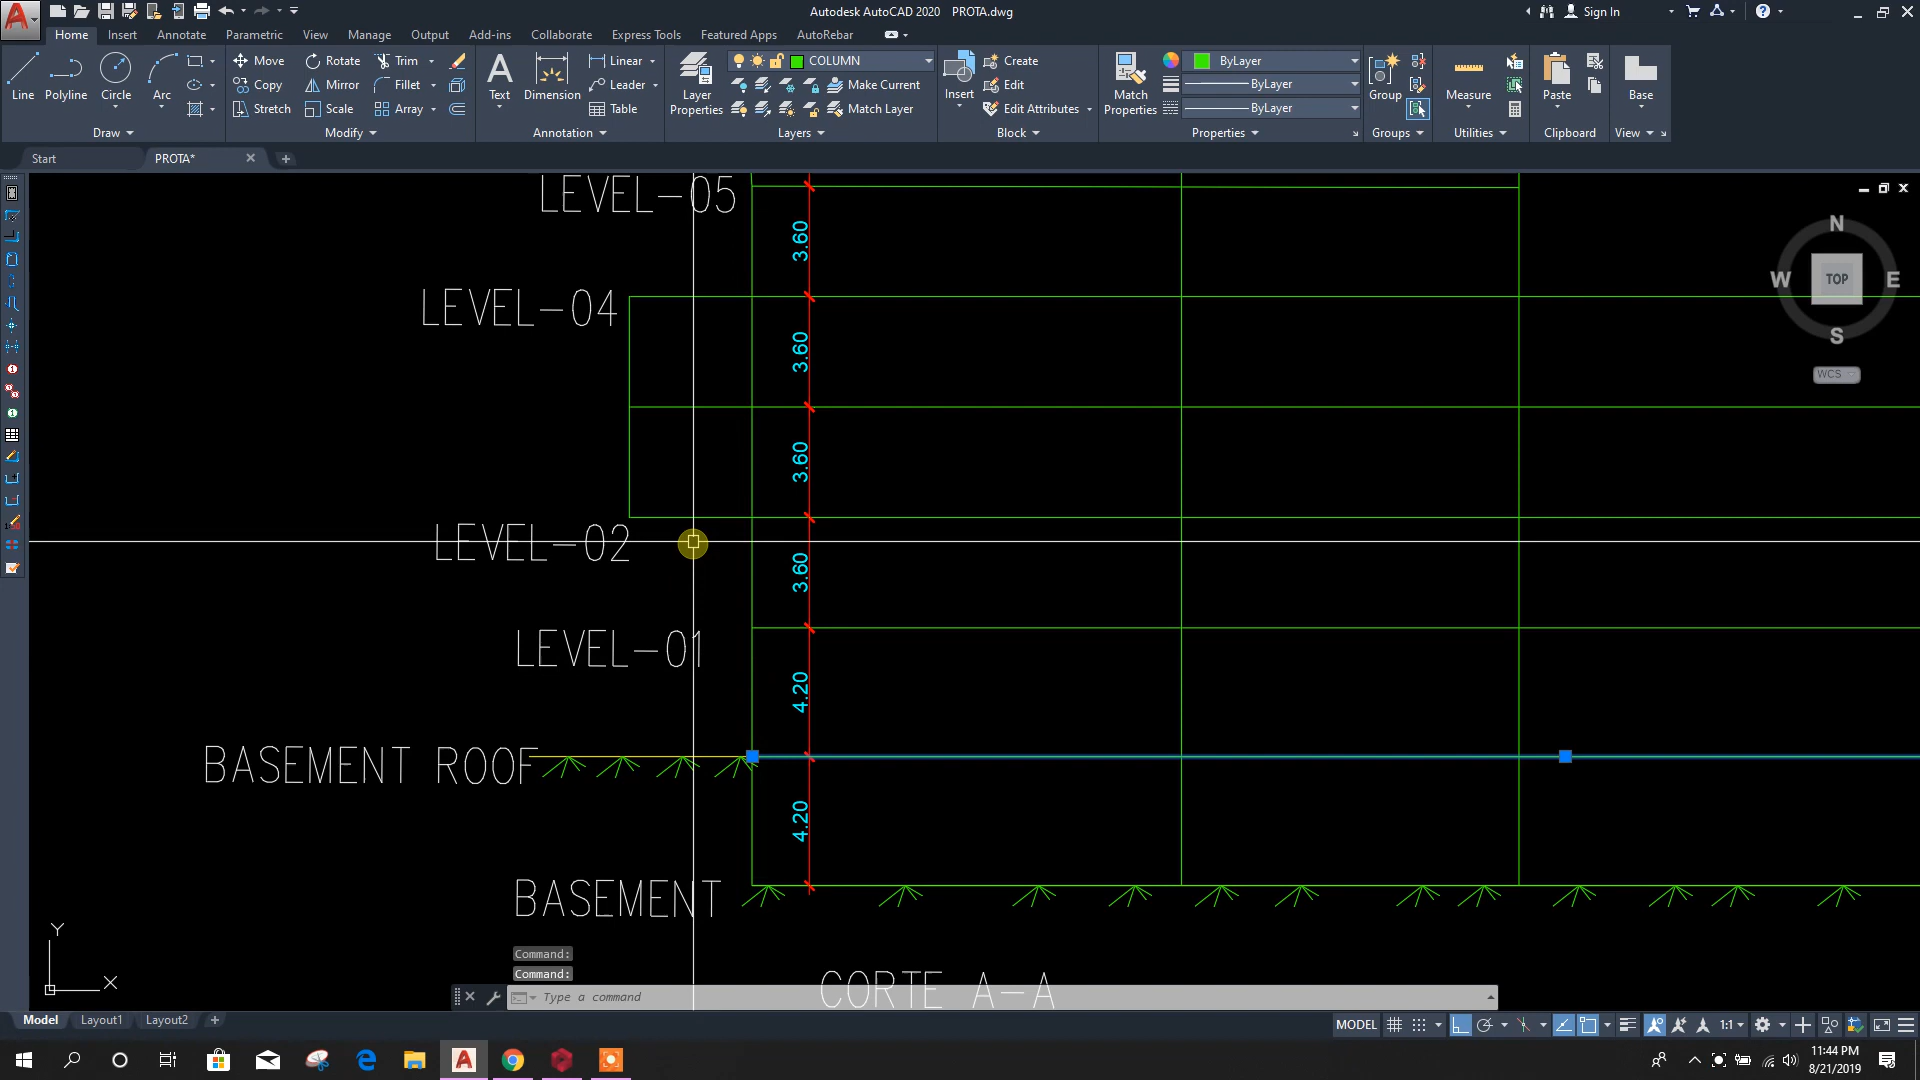 Autodesk AutoCAD 2020 PROTA.dwg
Sign In
Home Insert Annotate Parametric View Manage Output Add-ins Collaborate Express Tools Featured Apps AutoRebar
Line Polyline Circle Arc
Move Rotate Trim
Copy Mirror Fillet
Stretch Scale Array
Text Dimension
Linear
Leader
Table
Layer Properties
COLUMN
Make Current
Match Layer
Insert
Create
Edit
Edit Attributes
Match Properties
ByLayer
ByLayer
ByLayer
Group
Measure
Paste
Base
Draw Modify Annotation Layers Block Properties Groups Utilities Clipboard View
Start PROTA*
LEVEL-05
3.60
LEVEL-04
3.60
3.60
LEVEL-02
3.60
LEVEL-01
4.20
BASEMENT ROOF
4.20
BASEMENT
CORTE A-A
N
W TOP E
S
WCS
Y
X
Command:
Command:
Type a command
Model Layout1 Layout2
MODEL 1:1
11:44 PM
8/21/2019